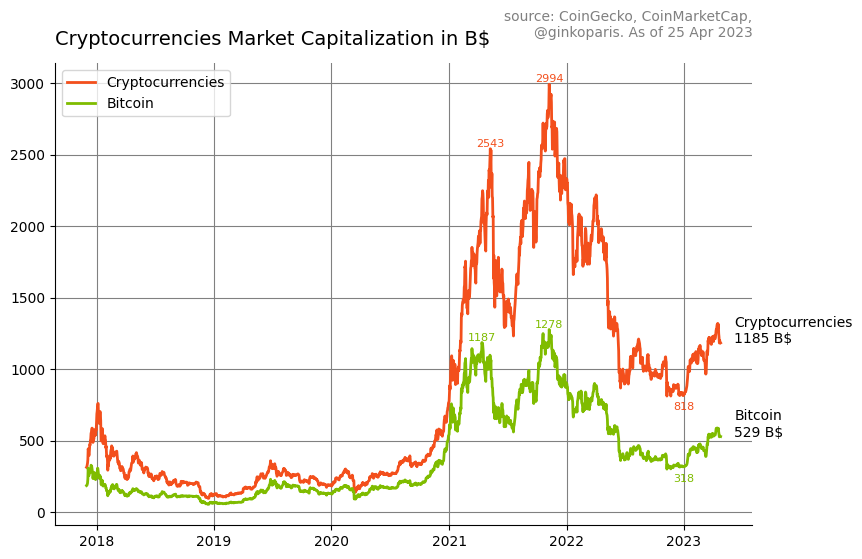 source: CoinGecko, CoinMarketCap,
@ginkoparis. As of 25 Apr 2023
Cryptocurrencies Market Capitalization in B$
Cryptocurrencies
Bitcoin
3000
2500
2000
1500
1000
500
0
2994
2543
1278
1187
818
318
Cryptocurrencies
1185 B$
Bitcoin
529 B$
2018 2019 2020 2021 2022 2023